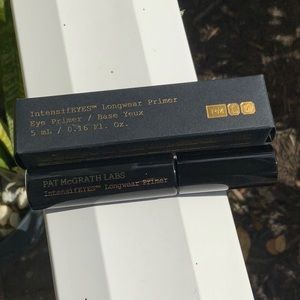 IntensifEYES™ Longwear Primer
Eye Primer / Base Yeux
5 mL / 0.16 Fl. Oz.
PAT McGRATH LABS
IntensifEYES™ Longwear Primer